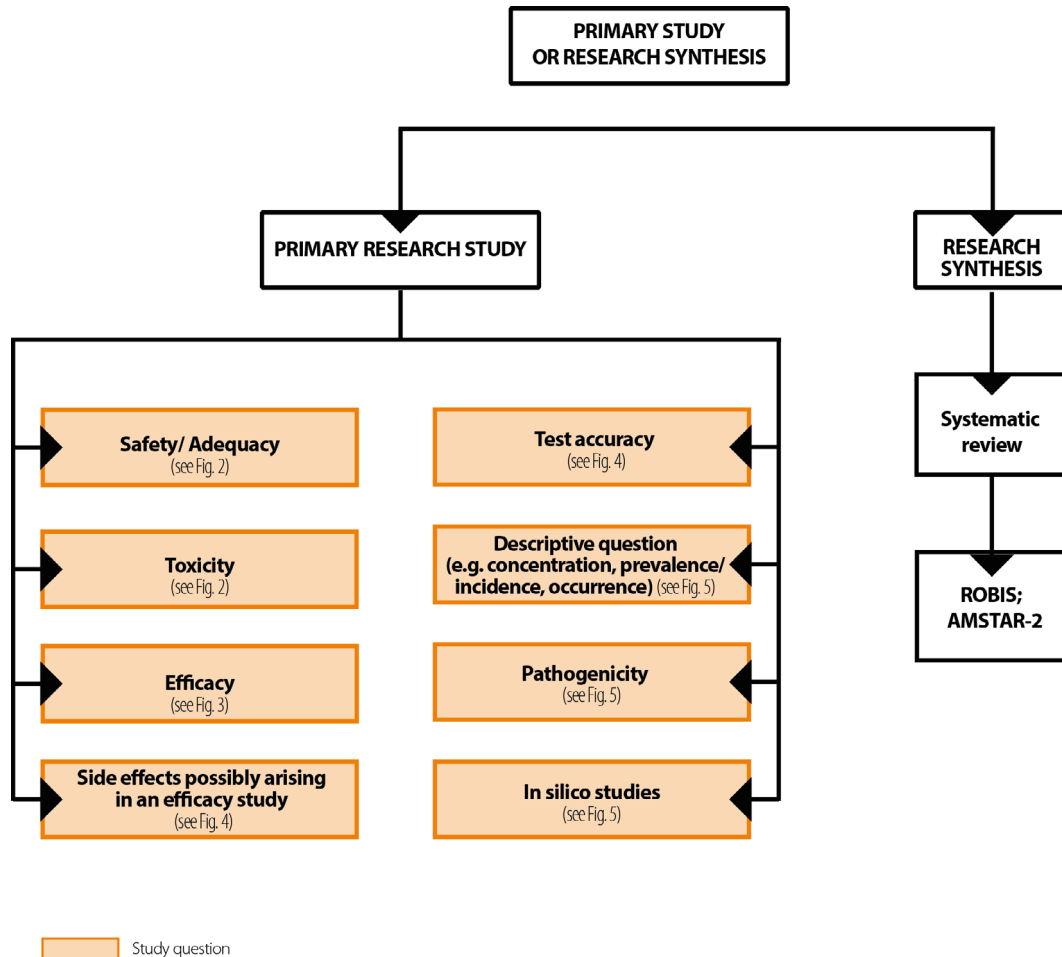 PRIMARY STUDY
OR RESEARCH SYNTHESIS
PRIMARY RESEARCH STUDY
RESEARCH
SYNTHESIS
Safety/ Adequacy
(see Fig. 2)
Toxicity
(see Fig. 2)
Efficacy
(see Fig. 3)
Side effects possibly arising
in an efficacy study
(see Fig. 4)
Test accuracy
(see Fig. 4)
Descriptive question
(e.g. concentration, prevalence/
incidence, occurrence) (see Fig. 5)
Pathogenicity
(see Fig. 5)
In silico studies
(see Fig. 5)
Systematic
review
ROBIS;
AMSTAR-2
Study question